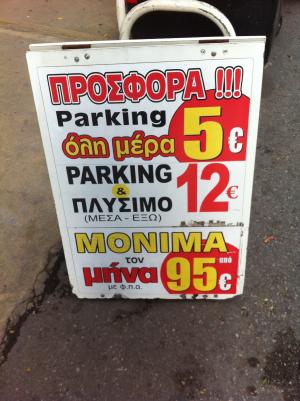 ΠΡΟΣΦΟΡΑ !!!
Parking
όλη μέρα 5€
PARKING
& 12€
ΠΛΥΣΙΜΟ
(ΜΕΣΑ - ΕΞΩ)
ΜΟΝΙΜΑ
τον από
μήνα 95€
με φ.π.α.